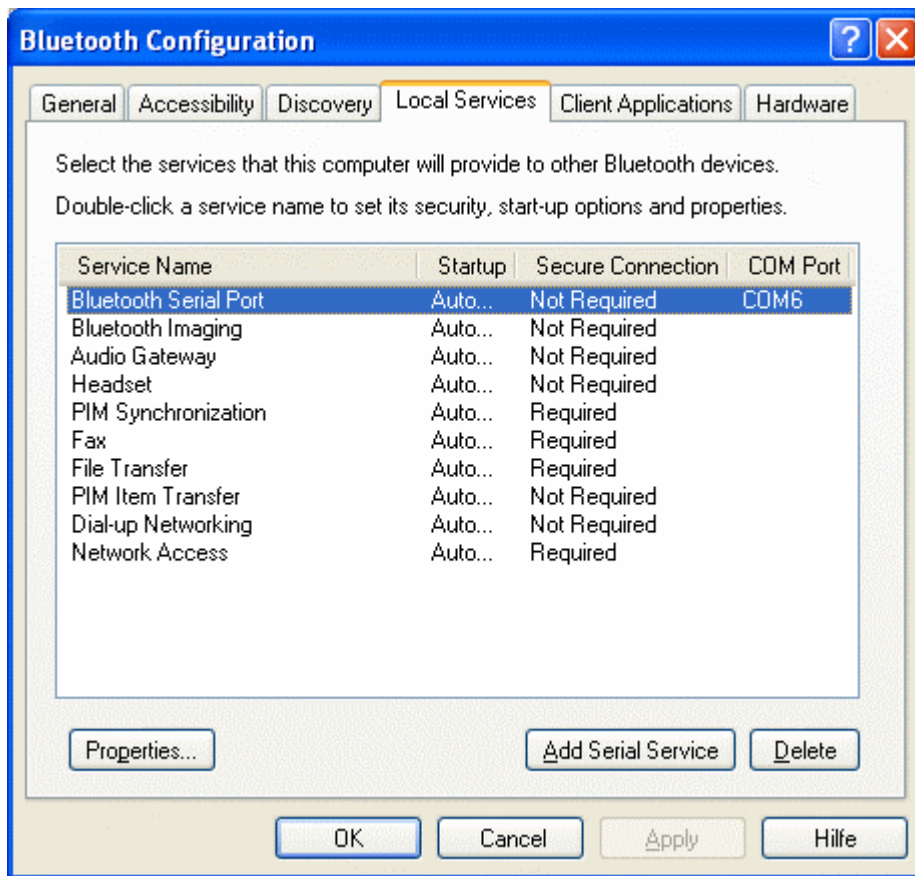 Bluetooth Configuration
General Accessibility Discovery Local Services Client Applications Hardware
Select the services that this computer will provide to other Bluetooth devices.
Double-click a service name to set its security, start-up options and properties.
Service Name Startup Secure Connection COM Port
Bluetooth Serial Port Auto... Not Required COM6
Bluetooth Imaging Auto... Not Required
Audio Gateway Auto... Not Required
Headset Auto... Not Required
PIM Synchronization Auto... Required
Fax Auto... Required
File Transfer Auto... Required
PIM Item Transfer Auto... Not Required
Dial-up Networking Auto... Not Required
Network Access Auto... Required
Properties... Add Serial Service Delete
OK Cancel Apply Hilfe